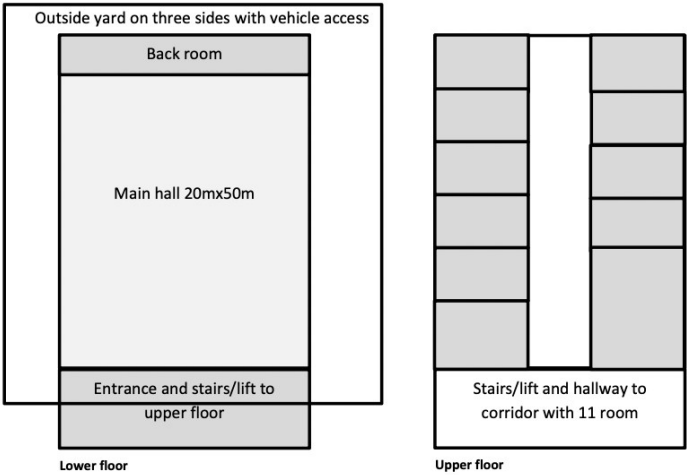 Outside yard on three sides with vehicle access
Back room
Main hall 20mx50m
Entrance and stairs/lift to
upper floor
Lower floor
Stairs/lift and hallway to
corridor with 11 room
Upper floor